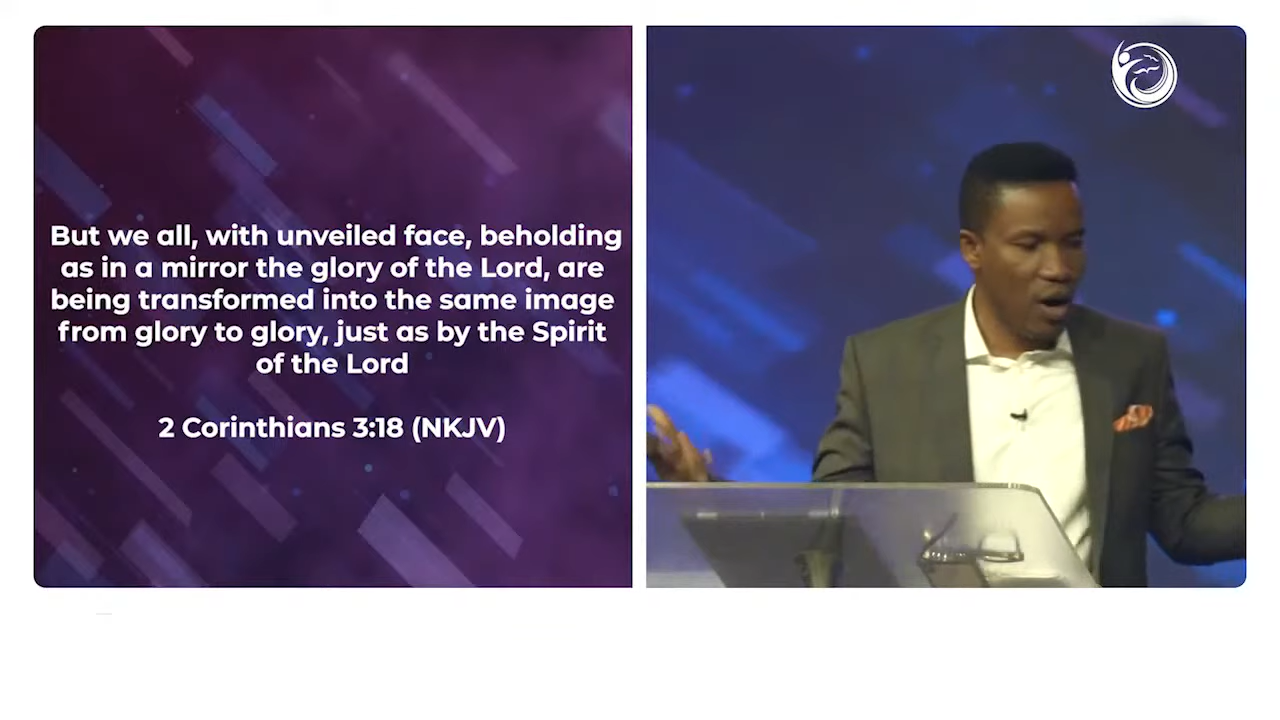 But we all, with unveiled face, beholding
as in a mirror the glory of the Lord, are
being transformed into the same image
from glory to glory, just as by the Spirit
of the Lord
2 Corinthians 3:18 (NKJV)